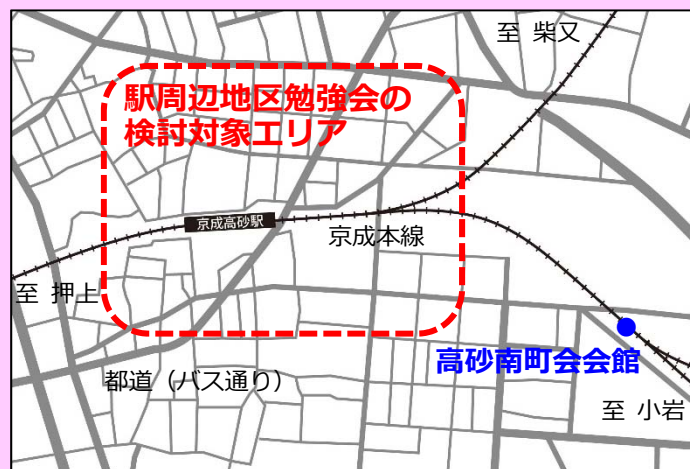 至 柴又
駅周辺地区勉強会の
検討対象エリア
京成高砂駅
京成本線
至 押上
高砂南町会会館
都道（バス通り）
至 小岩